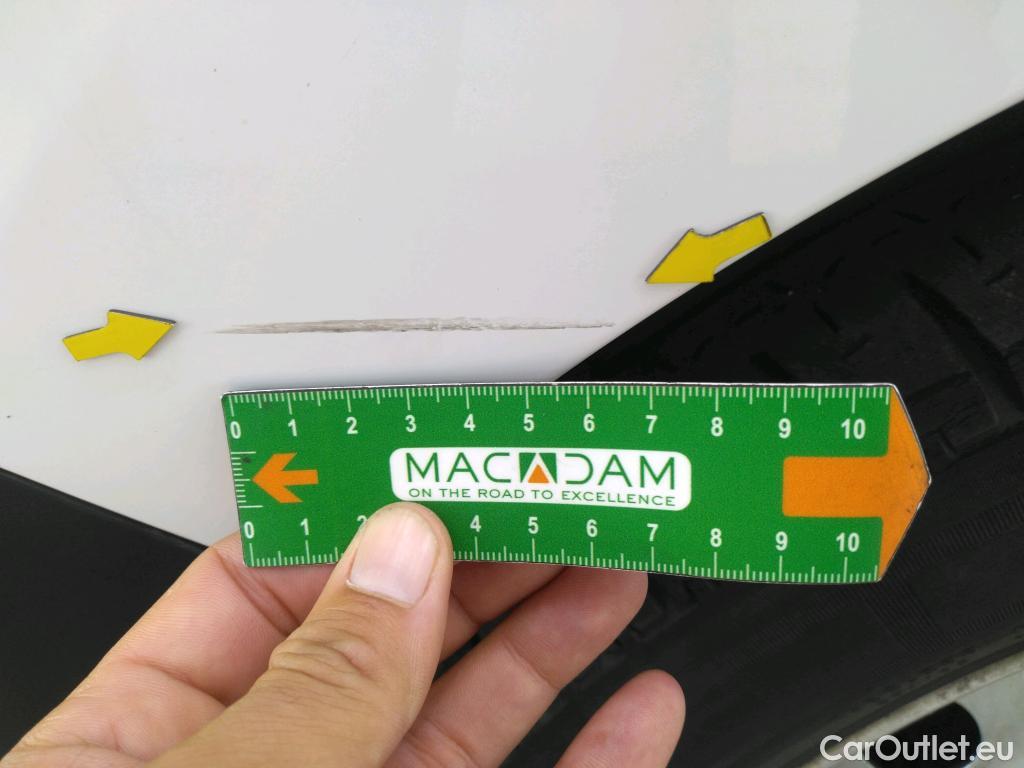 0 1 2 3 4 5 6 7 8 9 10
MACADAM
ON THE ROAD TO EXCELLENCE
0 1 2 4 5 6 7 8 9 10
CarOutlet.eu